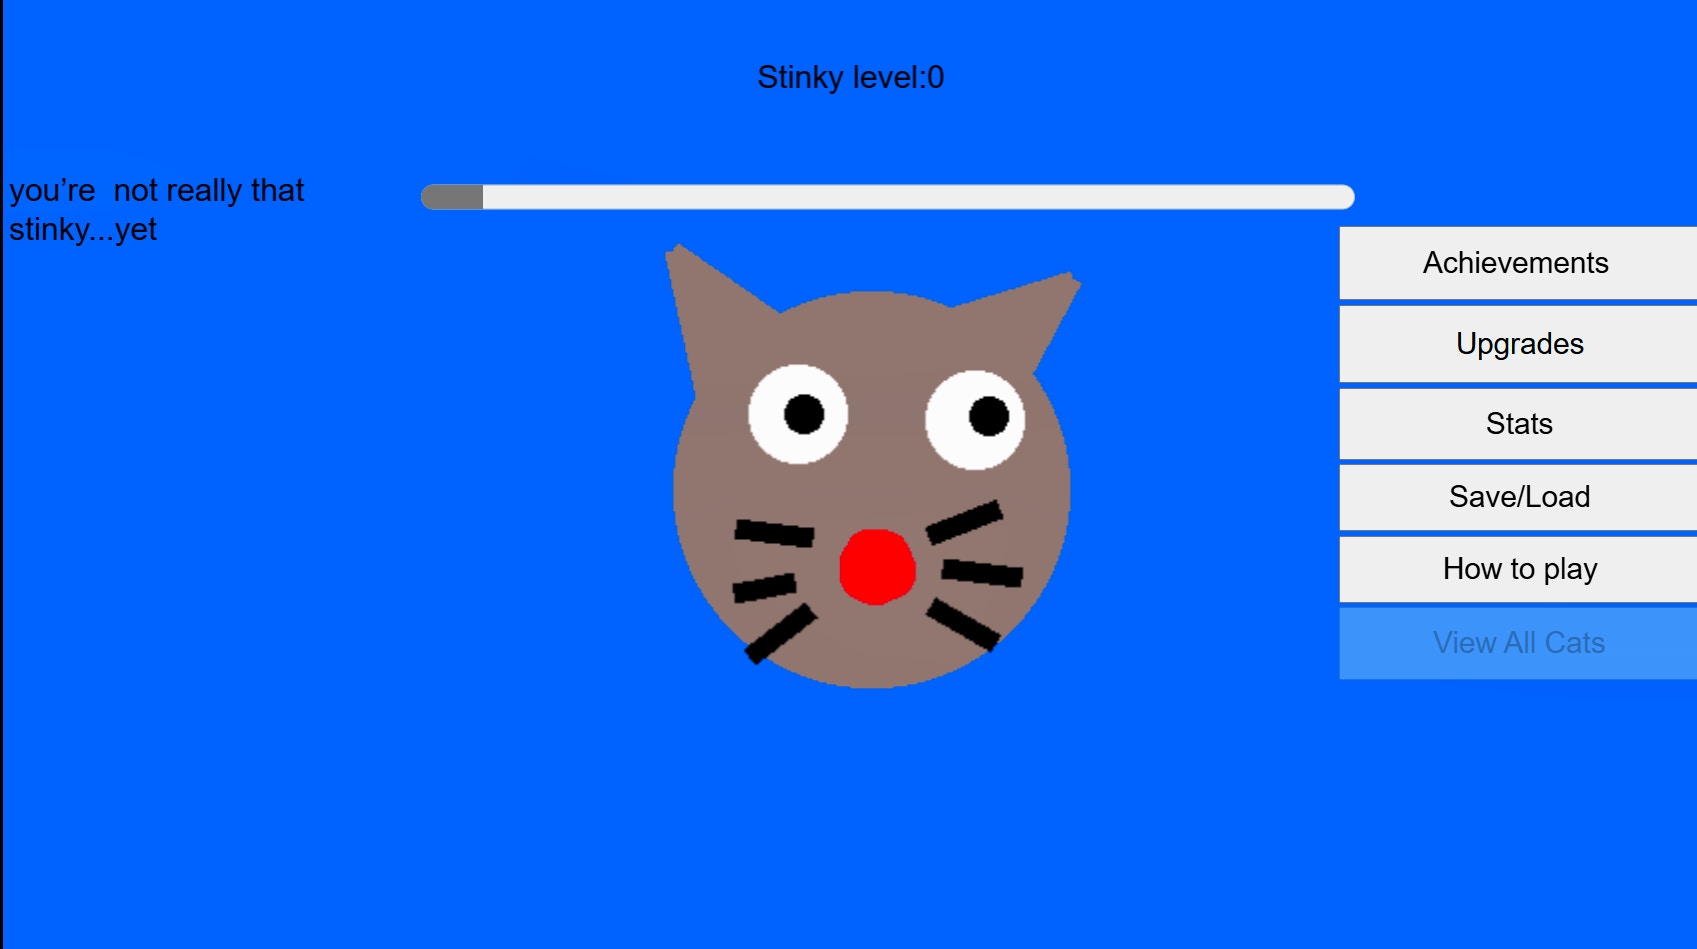 Stinky level:0
you’re  not really that
stinky...yet
Achievements
Upgrades
Stats
Save/Load
How to play
View All Cats